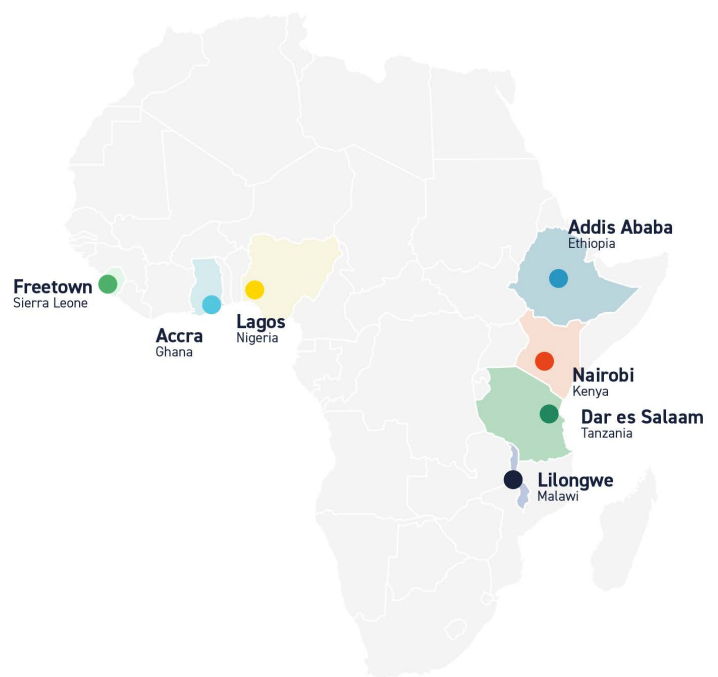 Addis Ababa
Ethiopia
Freetown
Sierra Leone
Lagos
Nigeria
Accra
Ghana
Nairobi
Kenya
Dar es Salaam
Tanzania
Lilongwe
Malawi